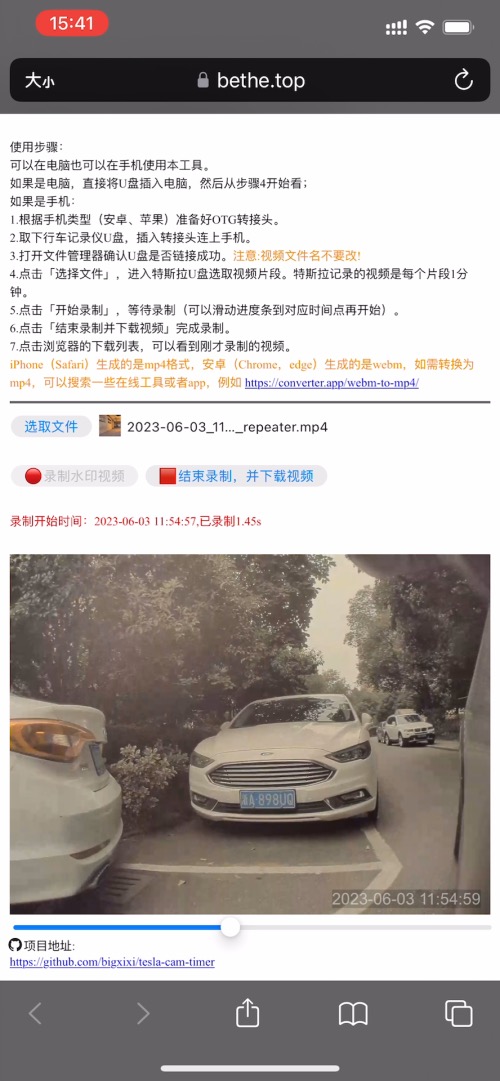 15:41
大小
bethe.top
使用步骤：
可以在电脑也可以在手机使用本工具。
如果是电脑，直接将U盘插入电脑，然后从步骤4开始看；
如果是手机：
1.根据手机类型（安卓、苹果）准备好OTG转接头。
2.取下行车记录仪U盘，插入转接头连上手机。
3.打开文件管理器确认U盘是否链接成功。注意:视频文件名不要改!
4.点击「选择文件」，进入特斯拉U盘选取视频片段。特斯拉记录的视频是每个片段1分
钟。
5.点击「开始录制」，等待录制（可以滑动进度条到对应时间点再开始）。
6.点击「结束录制并下载视频」完成录制。
7.点击浏览器的下载列表，可以看到刚才录制的视频。
iPhone（Safari）生成的是mp4格式，安卓（Chrome，edge）生成的是webm，如需转换为
mp4，可以搜索一些在线工具或者app，例如 https://converter.app/webm-to-mp4/
选取文件 2023-06-03_11..._repeater.mp4
录制水印视频 结束录制，并下载视频
录制开始时间：2023-06-03 11:54:57,已录制1.45s
A·898UQ
2023-06-03 11:54:59
项目地址:
https://github.com/bigxixi/tesla-cam-timer